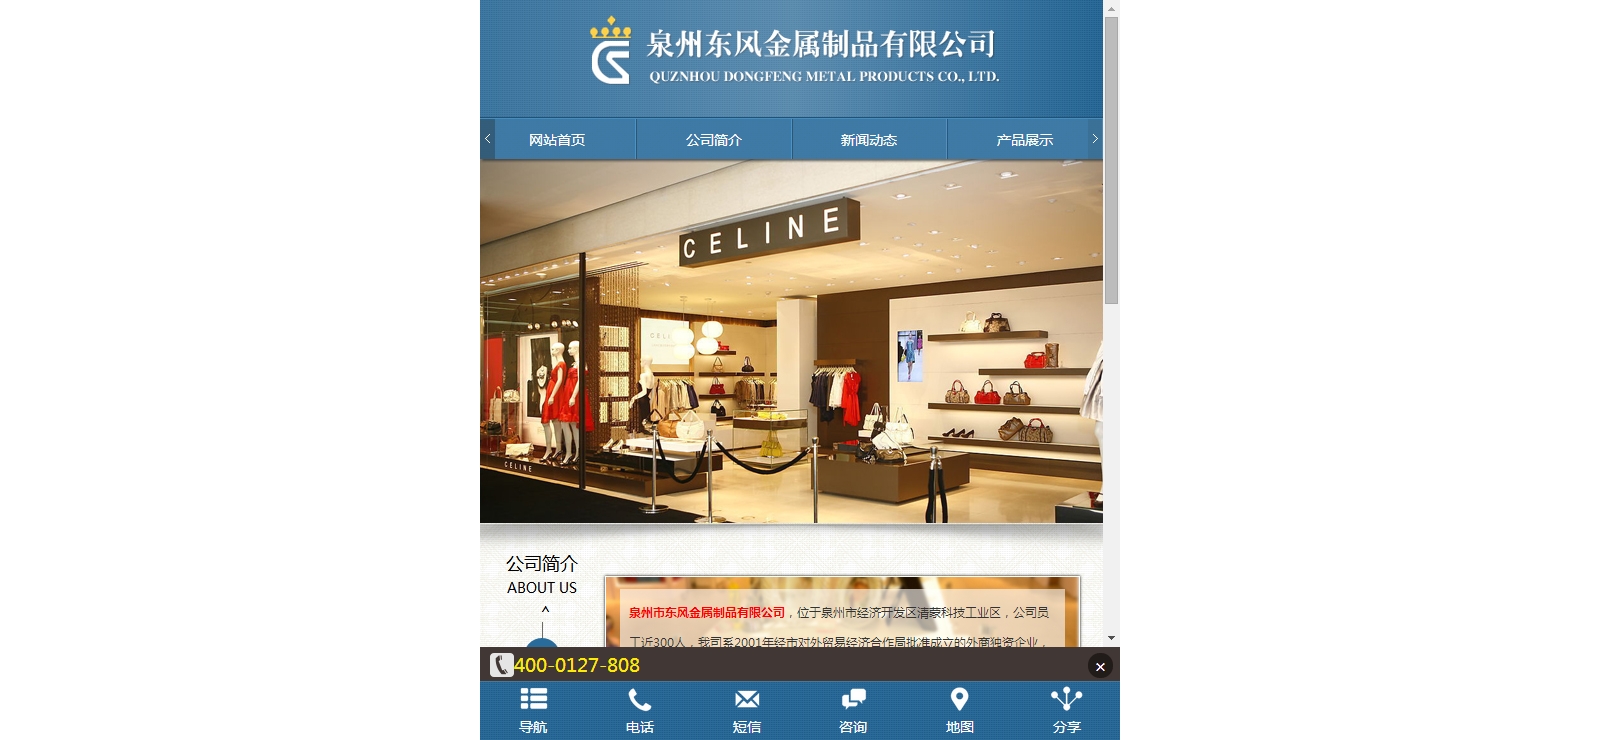 泉州东风金属制品有限公司
QUZNHOU DONGFENG METAL PRODUCTS CO., LTD.
网站首页 公司简介 新闻动态 产品展示
CELINE
CELINE
公司简介
ABOUT US
泉州市东风金属制品有限公司，位于泉州市经济开发区清蒙科技工业区，公司员
工近300人，我司系2001年经市对外贸易经济合作局批准成立的外商独资企业，
400-0127-808
导航 电话 短信 咨询 地图 分享